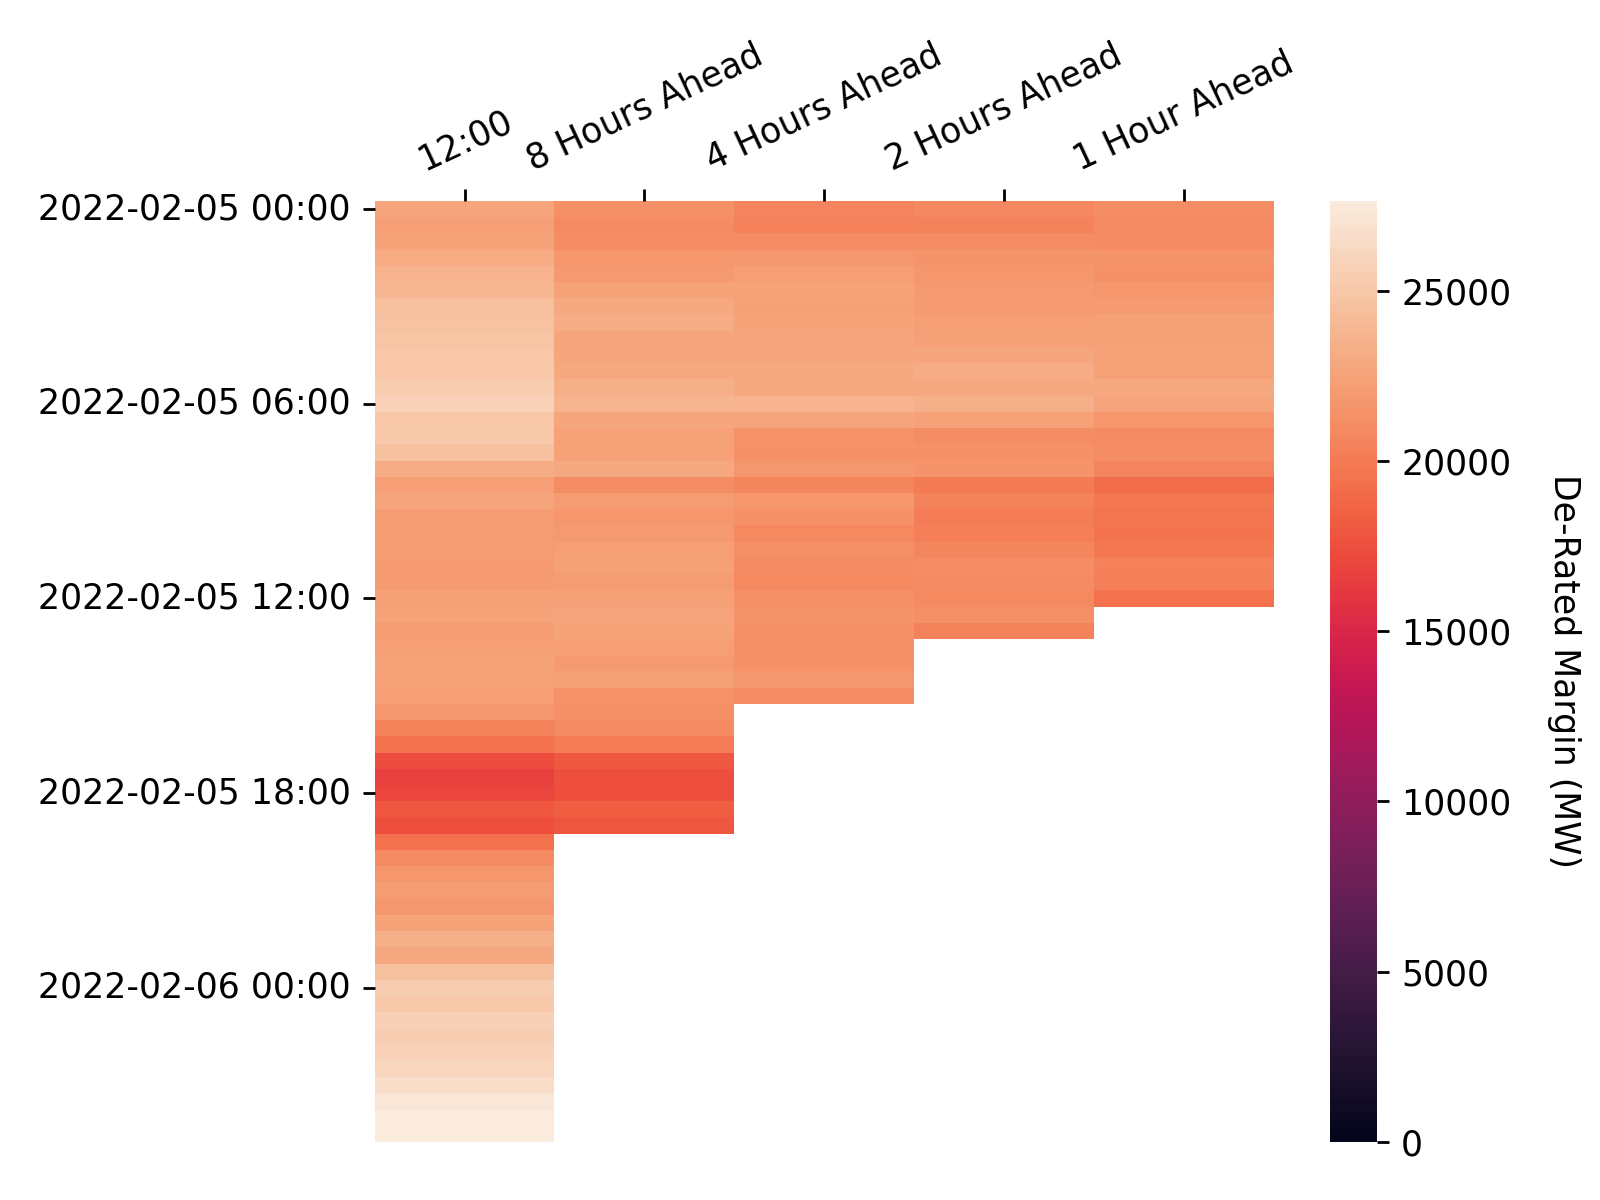 12:00
8 Hours Ahead
4 Hours Ahead
2 Hours Ahead
1 Hour Ahead
2022-02-05 00:00
2022-02-05 06:00
2022-02-05 12:00
2022-02-05 18:00
2022-02-06 00:00
25000
20000
15000
10000
5000
0
De-Rated Margin (MW)